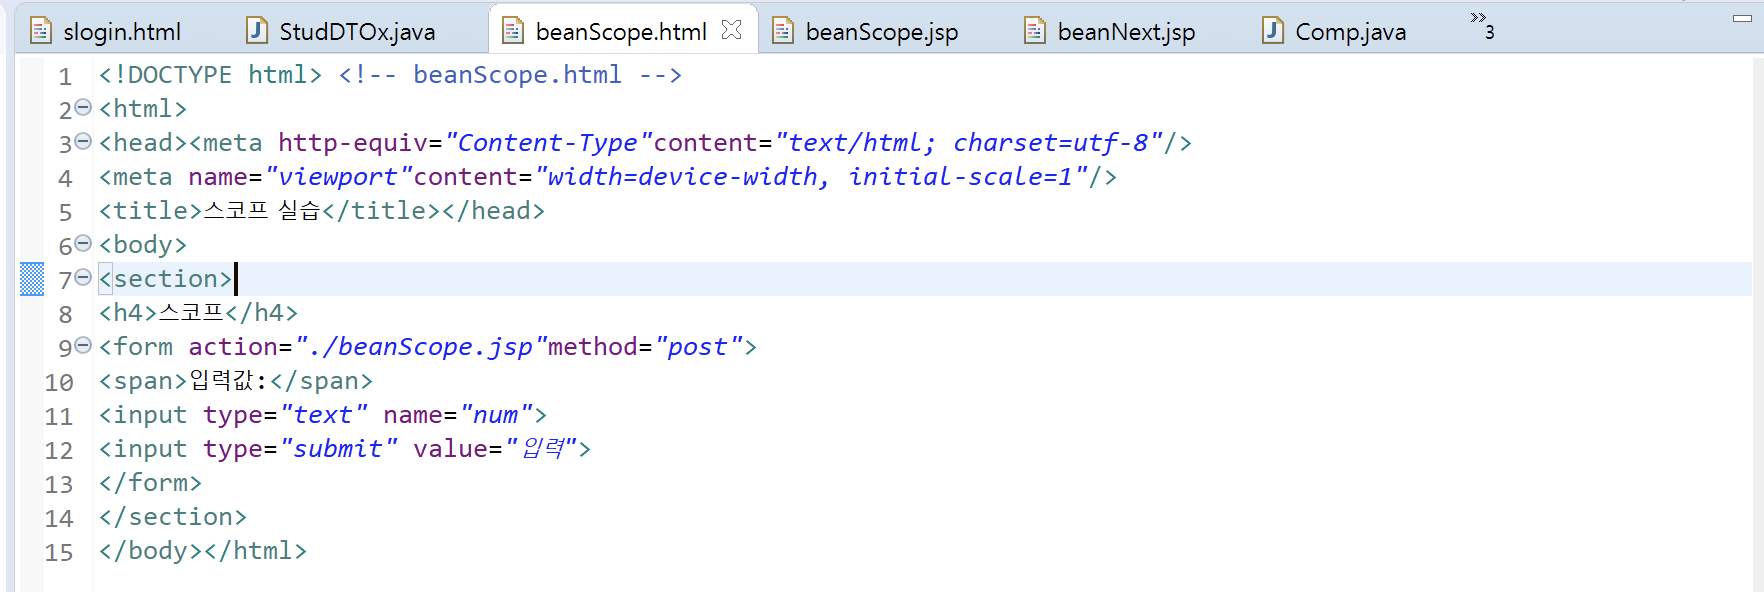 slogin.html StudDTOx.java beanScope.html beanScope.jsp beanNext.jsp Comp.java »3
1 <!DOCTYPE html> <!-- beanScope.html -->
2 <html>
3 <head><meta http-equiv="Content-Type"content="text/html; charset=utf-8"/>
4 <meta name="viewport"content="width=device-width, initial-scale=1"/>
5 <title>스코프 실습</title></head>
6 <body>
7 <section>
8 <h4>스코프</h4>
9 <form action="./beanScope.jsp"method="post">
10 <span>입력값:</span>
11 <input type="text" name="num">
12 <input type="submit" value="입력">
13 </form>
14 </section>
15 </body></html>